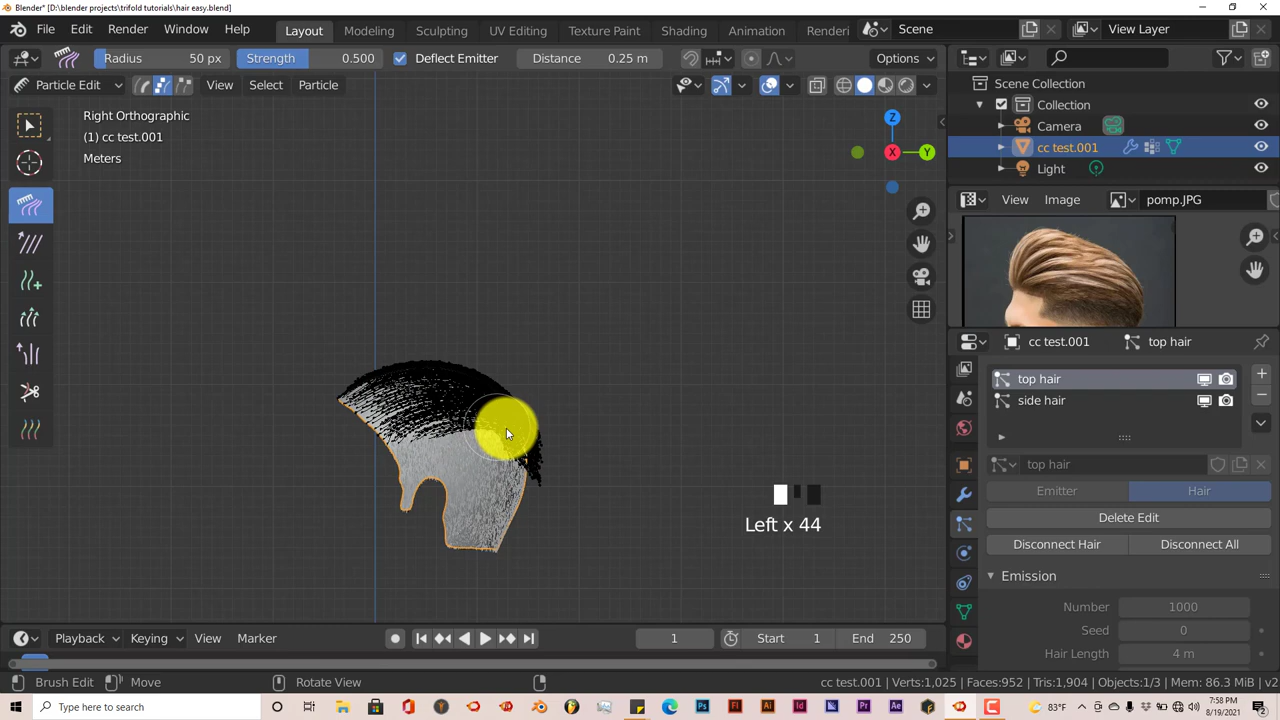 Blender* [D:\blender projects\trifold tutorials\hair easy.blend]
File Edit Render Window Help Layout Modeling Sculpting UV Editing Texture Paint Shading Animation Renderi Scene View Layer
Radius 50 px Strength 0.500 Deflect Emitter Distance 0.25 m Options
Particle Edit View Select Particle
Right Orthographic
(1) cc test.001
Meters
Z
Y
X
Scene Collection
Collection
Camera
cc test.001
Light
View Image pomp.JPG
cc test.001 top hair
top hair
side hair
top hair
Emitter Hair
Delete Edit
Disconnect Hair Disconnect All
Emission
Number 1000
Seed 0
Hair Length 4 m
Left x 44
Playback Keying View Marker 1 Start 1 End 250
Brush Edit Move Rotate View cc test.001 | Verts:1,025 | Faces:952 | Tris:1,904 | Objects:1/3 | Mem: 86.3 MiB | v2
Type here to search 83°F 7:58 PM
8/19/2021